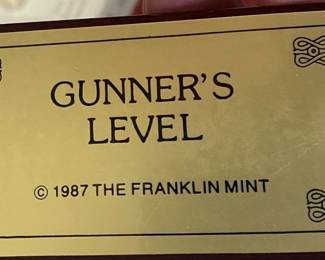 GUNNER'S
LEVEL
© 1987 THE FRANKLIN MINT